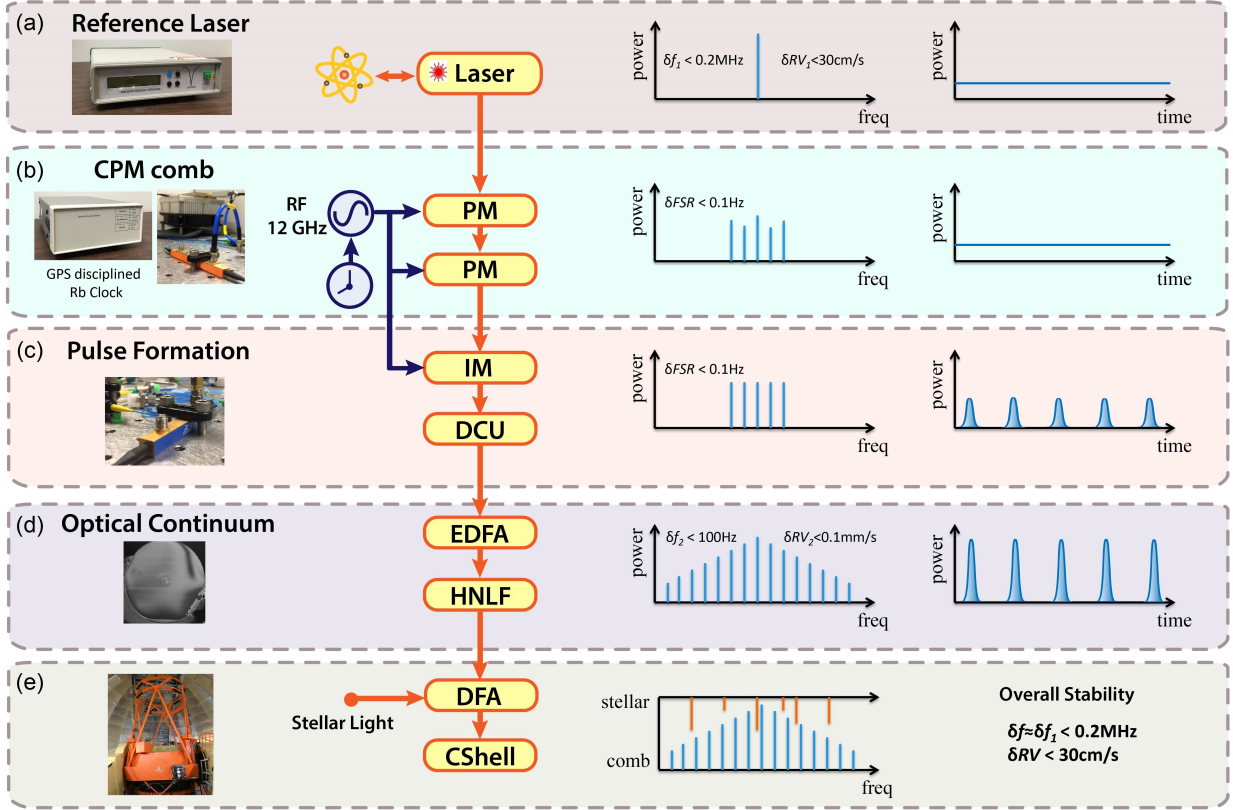 (a) Reference Laser
Laser
power
δf1 < 0.2MHz
δRV1<30cm/s
freq
power
time
(b) CPM comb
GPS disciplined
Rb Clock
RF
12 GHz
PM
PM
power
δFSR < 0.1Hz
freq
power
time
(c) Pulse Formation
IM
DCU
power
δFSR < 0.1Hz
freq
power
time
(d) Optical Continuum
EDFA
HNLF
power
δf2 < 100Hz
δRV2<0.1mm/s
freq
power
time
(e)
Stellar Light
DFA
CShell
stellar
comb
freq
Overall Stability
δf≈δf1 < 0.2MHz
δRV < 30cm/s